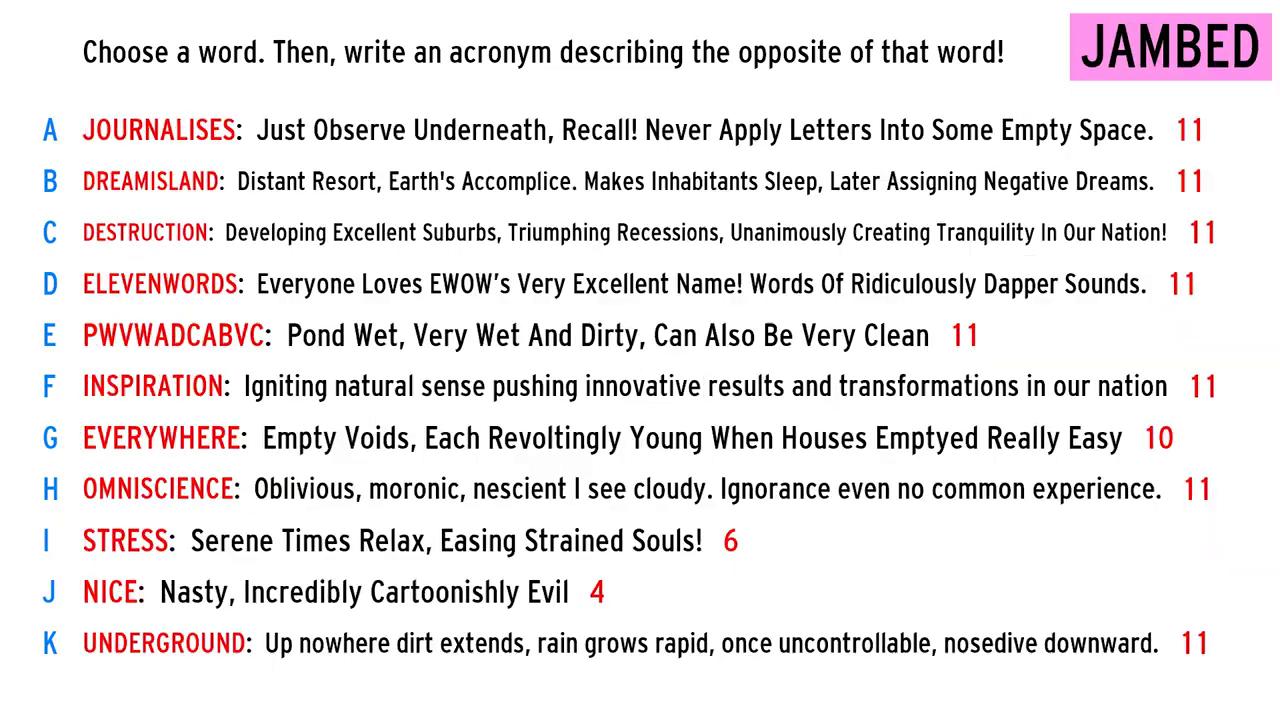 Choose a word. Then, write an acronym describing the opposite of that word!
JAMBED
A JOURNALISES: Just Observe Underneath, Recall! Never Apply Letters Into Some Empty Space. 11
B DREAMISLAND: Distant Resort, Earth's Accomplice. Makes Inhabitants Sleep, Later Assigning Negative Dreams. 11
C DESTRUCTION: Developing Excellent Suburbs, Triumphing Recessions, Unanimously Creating Tranquility In Our Nation! 11
D ELEVENWORDS: Everyone Loves EWOW’s Very Excellent Name! Words Of Ridiculously Dapper Sounds. 11
E PWVWADCABVC: Pond Wet, Very Wet And Dirty, Can Also Be Very Clean 11
F INSPIRATION: Igniting natural sense pushing innovative results and transformations in our nation 11
G EVERYWHERE: Empty Voids, Each Revoltingly Young When Houses Emptyed Really Easy 10
H OMNISCIENCE: Oblivious, moronic, nescient I see cloudy. Ignorance even no common experience. 11
I STRESS: Serene Times Relax, Easing Strained Souls! 6
J NICE: Nasty, Incredibly Cartoonishly Evil 4
K UNDERGROUND: Up nowhere dirt extends, rain grows rapid, once uncontrollable, nosedive downward. 11